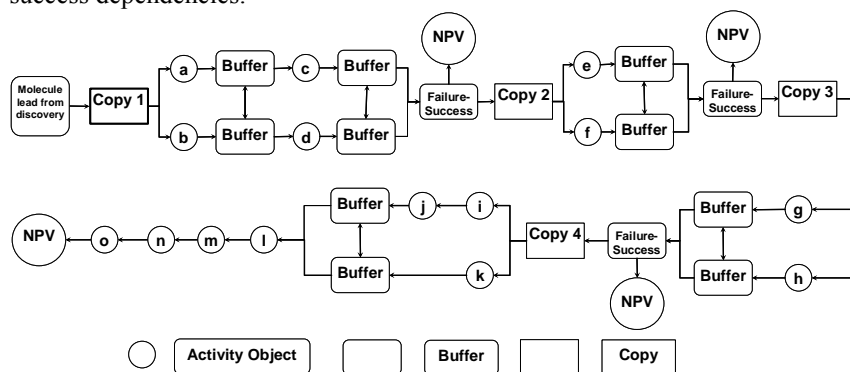 success dependencies.
NPV
NPV
a
Buffer
c
Buffer
e
Buffer
Molecule
lead from
discovery
Copy 1
Failure-
Success
Copy 2
Failure-
Success
Copy 3
b
Buffer
d
Buffer
f
Buffer
Buffer
j
i
Buffer
g
NPV
o
n
m
l
Copy 4
Failure-
Success
Buffer
k
Buffer
h
NPV
Activity Object
Buffer
Copy